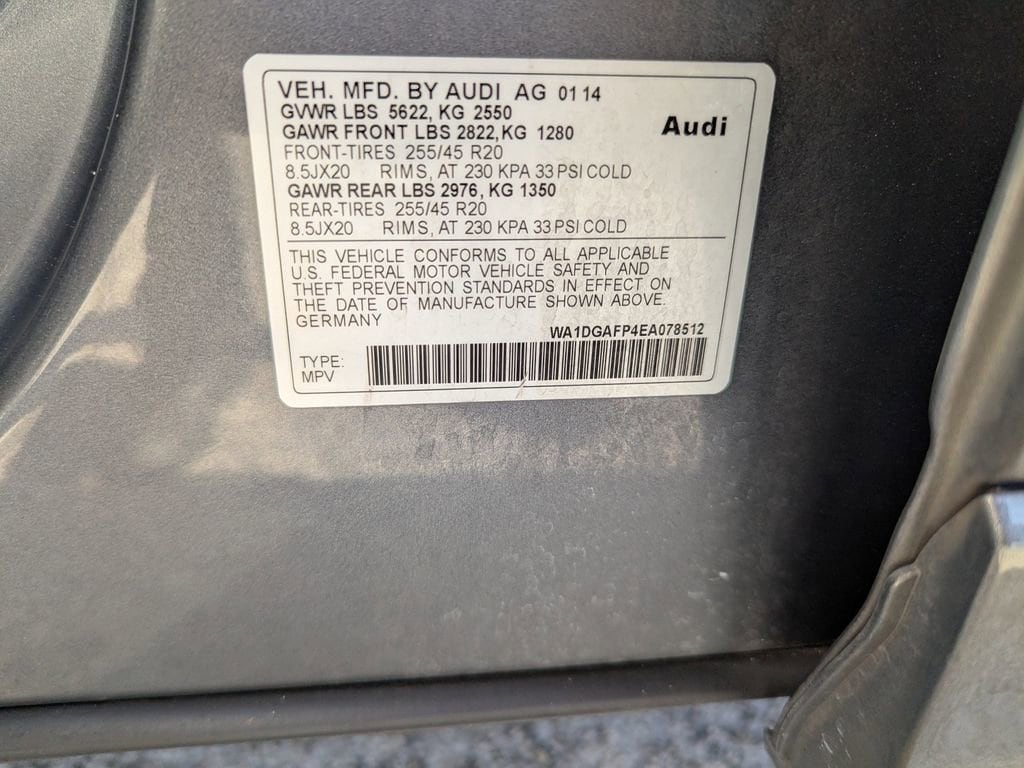 VEH. MFD. BY AUDI AG 01 14
GVWR LBS 5622, KG 2550
GAWR FRONT LBS 2822, KG 1280
Audi
FRONT-TIRES 255/45 R20
8.5JX20 RIMS, AT 230 KPA 33 PSI COLD
GAWR REAR LBS 2976, KG 1350
REAR-TIRES 255/45 R20
8.5JX20 RIMS, AT 230 KPA 33 PSI COLD
THIS VEHICLE CONFORMS TO ALL APPLICABLE
U.S. FEDERAL MOTOR VEHICLE SAFETY AND
THEFT PREVENTION STANDARDS IN EFFECT ON
THE DATE OF MANUFACTURE SHOWN ABOVE.
GERMANY
WA1DGAFP4EA078512
TYPE:
MPV